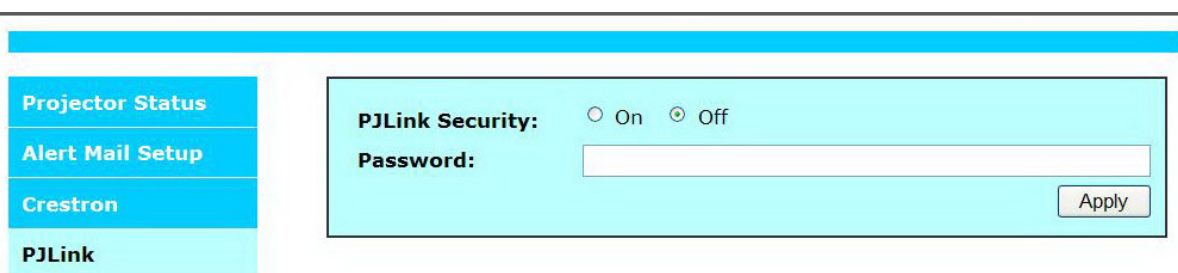 Projector Status
Alert Mail Setup
Crestron
PJLink
PJLink Security: On Off
Password:
Apply